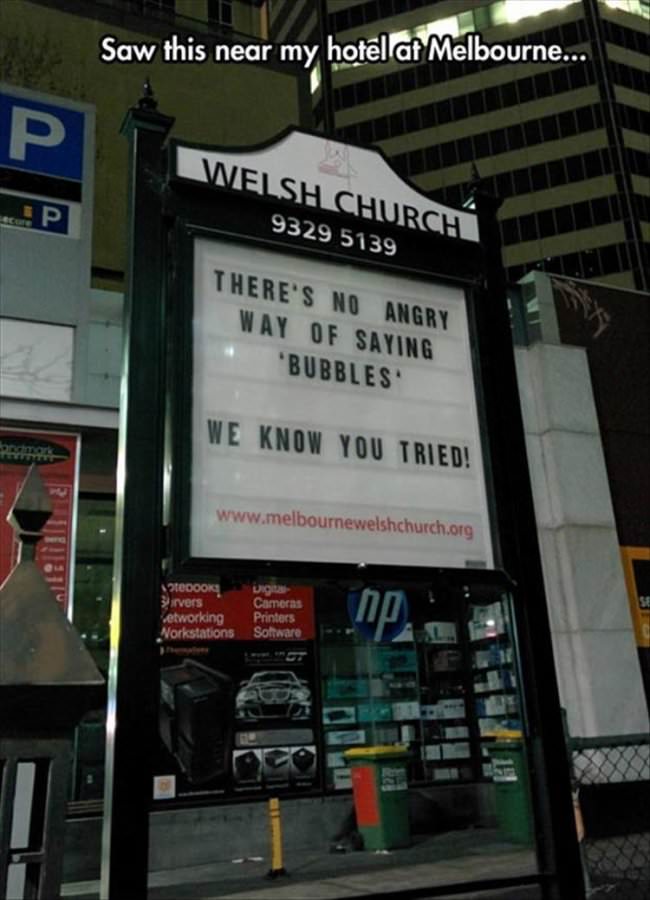 Saw this near my hotel at Melbourne...
P
P
WELSH CHURCH
9329 5139
THERE'S NO ANGRY
WAY OF SAYING
'BUBBLES'
WE KNOW YOU TRIED!
www.melbournewelshchurch.org
Digital
Cameras
Printers
Workstations Software
hp
GT